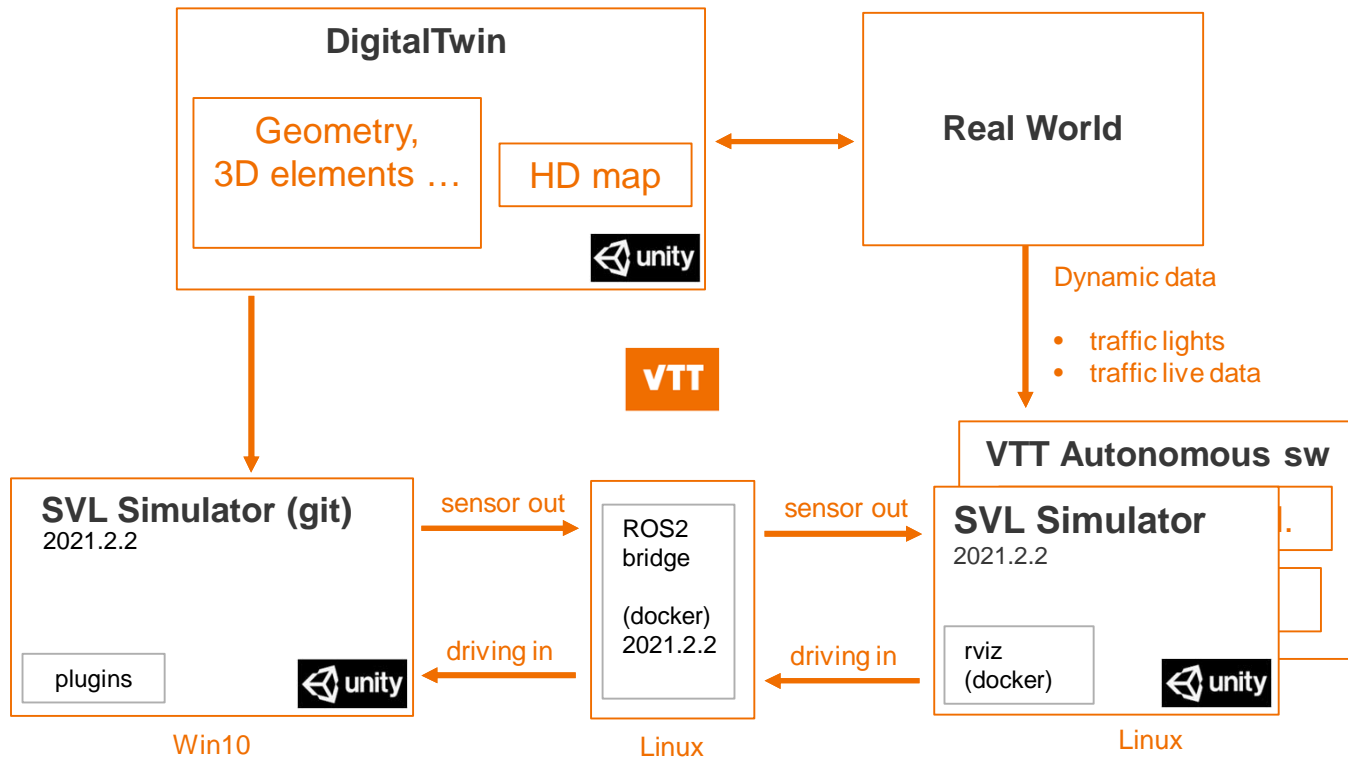 DigitalTwin
Geometry,
3D elements …
HD map
unity
Real World
Dynamic data
• traffic lights
• traffic live data
VTT
SVL Simulator (git)
2021.2.2
plugins
unity
Win10
sensor out
driving in
ROS2
bridge
(docker)
2021.2.2
Linux
sensor out
driving in
VTT Autonomous sw
SVL Simulator
2021.2.2
rviz
(docker)
unity
Linux